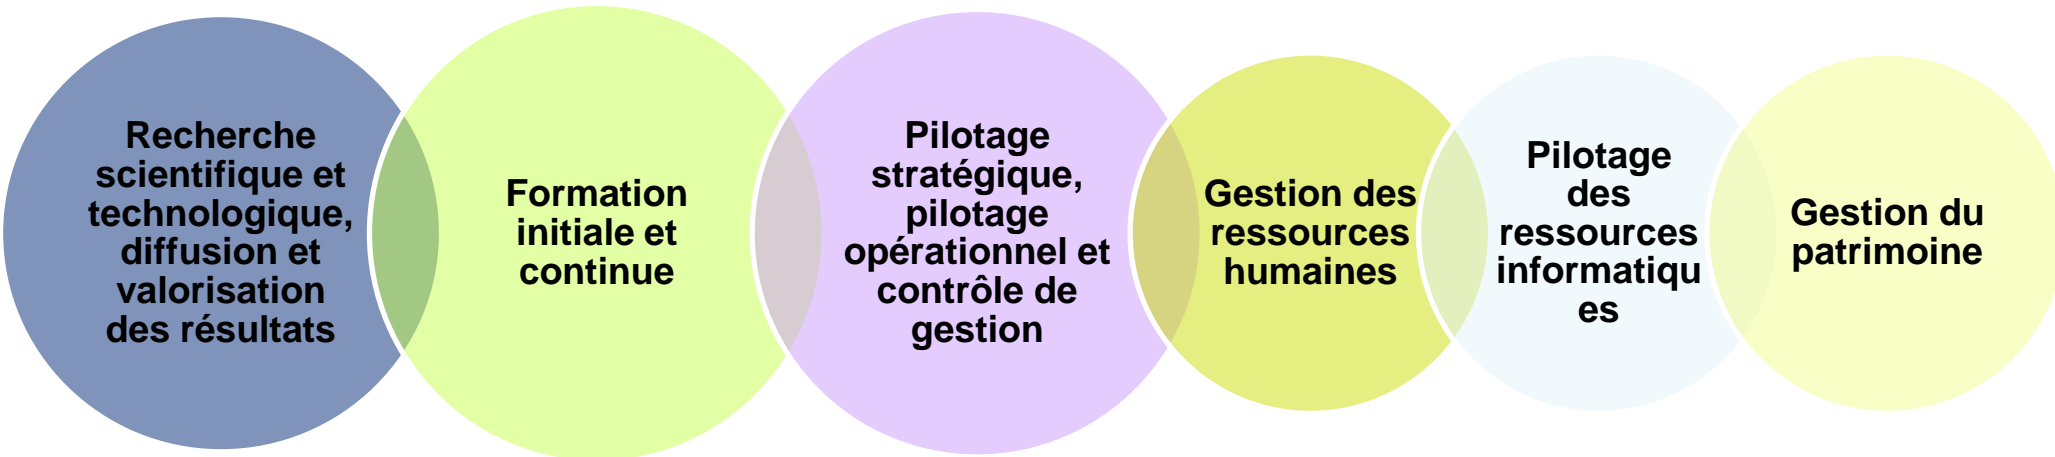 Recherche
scientifique et
technologique,
diffusion et
valorisation
des résultats
Formation
initiale et
continue
Pilotage
stratégique,
pilotage
opérationnel et
contrôle de
gestion
Gestion des
ressources
humaines
Pilotage
des
ressources
informatiqu
es
Gestion du
patrimoine